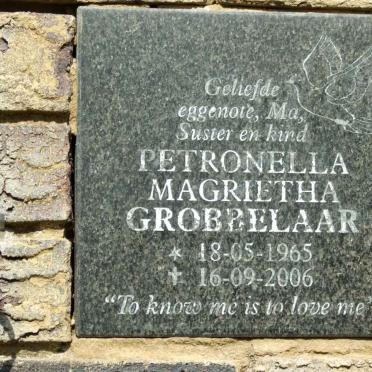 Geliefde
eggenote, Ma,
Suster en kind
PETRONELLA
MAGRIETHA
GROBBELAAR
* 18-05-1965
✝ 16-09-2006
“To know me is to love me”